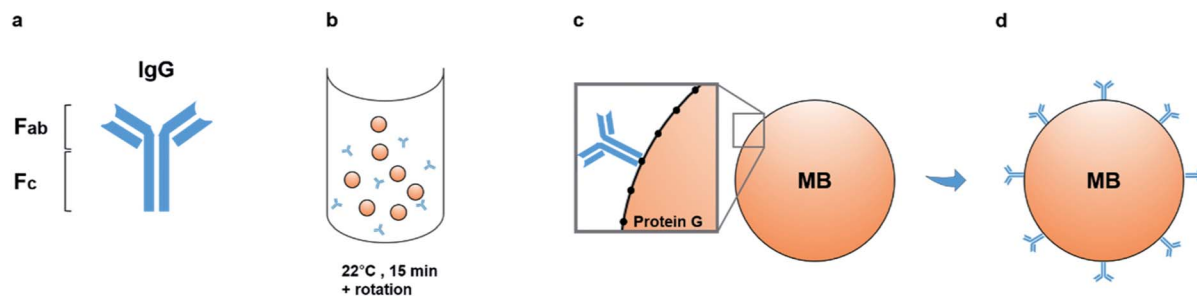 a
b
c
d
IgG
Fab
Fc
22°C , 15 min
+ rotation
Protein G
MB
MB